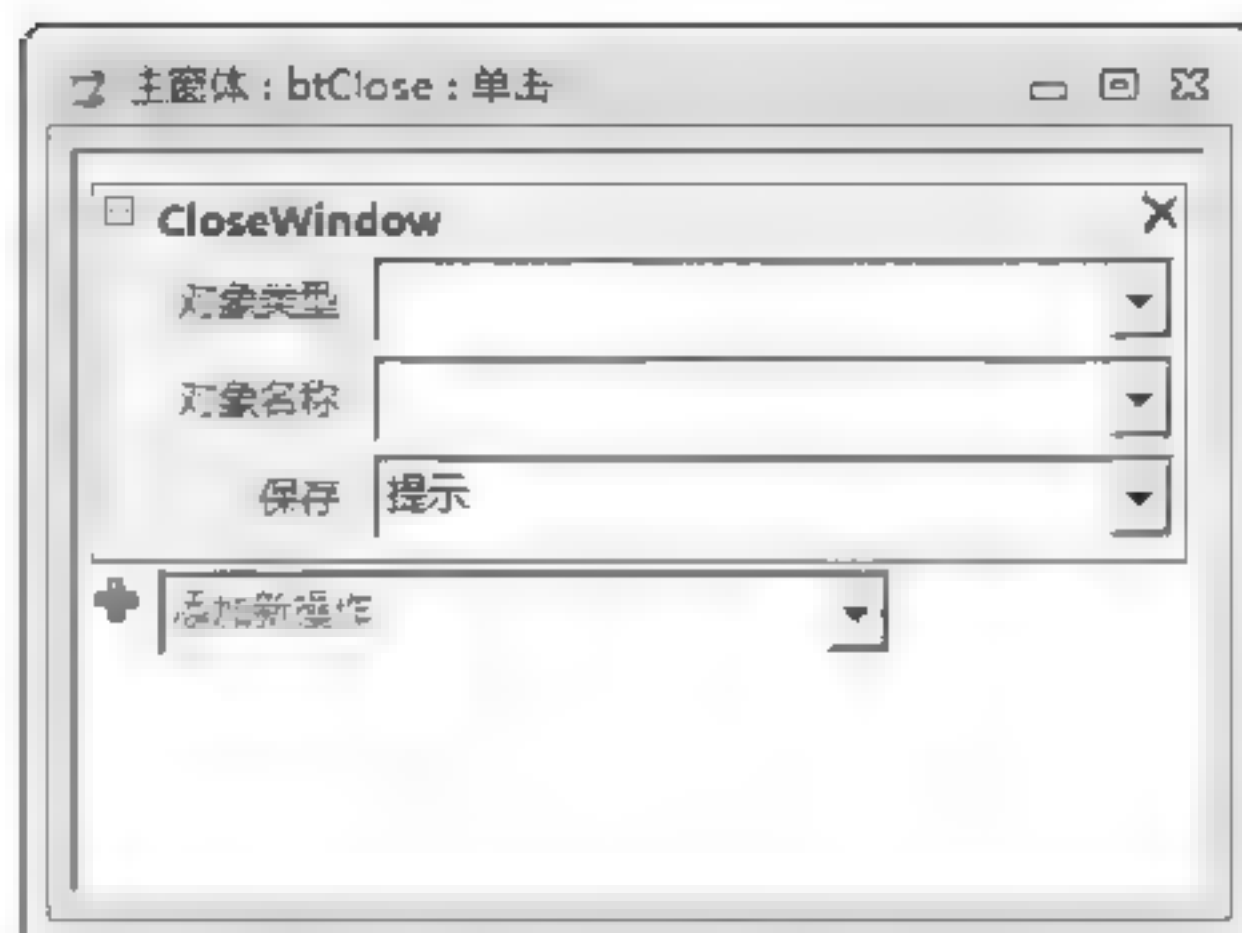 主窗体 : btClose : 单击
CloseWindow
对象类型
对象名称
保存 提示
添加新操作